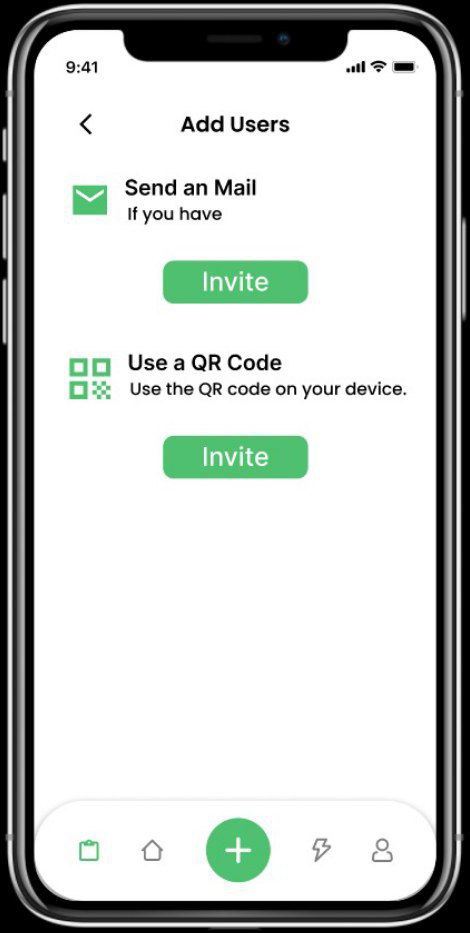 9:41
Add Users
Send an Mail
If you have
Invite
Use a QR Code
Use the QR code on your device.
Invite